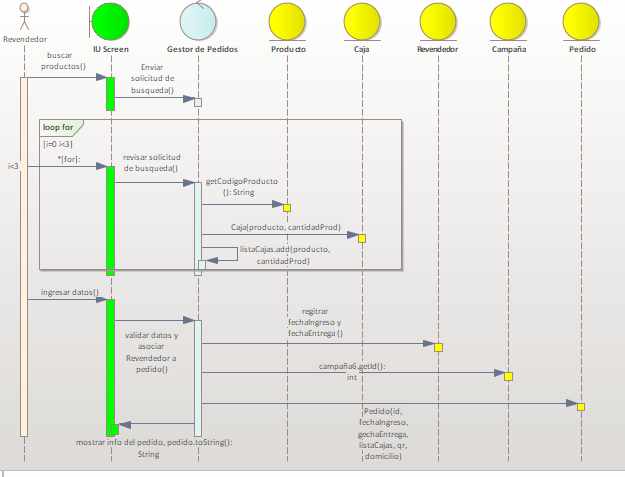 Revendedor
IU Screen
Gestor de Pedidos
Producto
Caja
Revendedor
Campaña
Pedido
buscar
productos()
Enviar
solicitud de
busqueda()
loop for
[i=0 i<3]
i<3
*[for]:
revisar solicitud
de busqueda()
getCodigoProducto
(): String
Caja(producto, cantidadProd)
listaCajas.add(producto,
cantidadProd)
ingresar datos()
validar datos y
asociar
Revendedor a
pedido()
regitrar
fechaIngreso y
fechaEntrega ()
campaña6.getId():
int
Pedido(id,
fechaIngreso,
gechaEntrega,
listaCajas, qr,
domicilio)
mostrar info del pedido, pedido.toString():
String